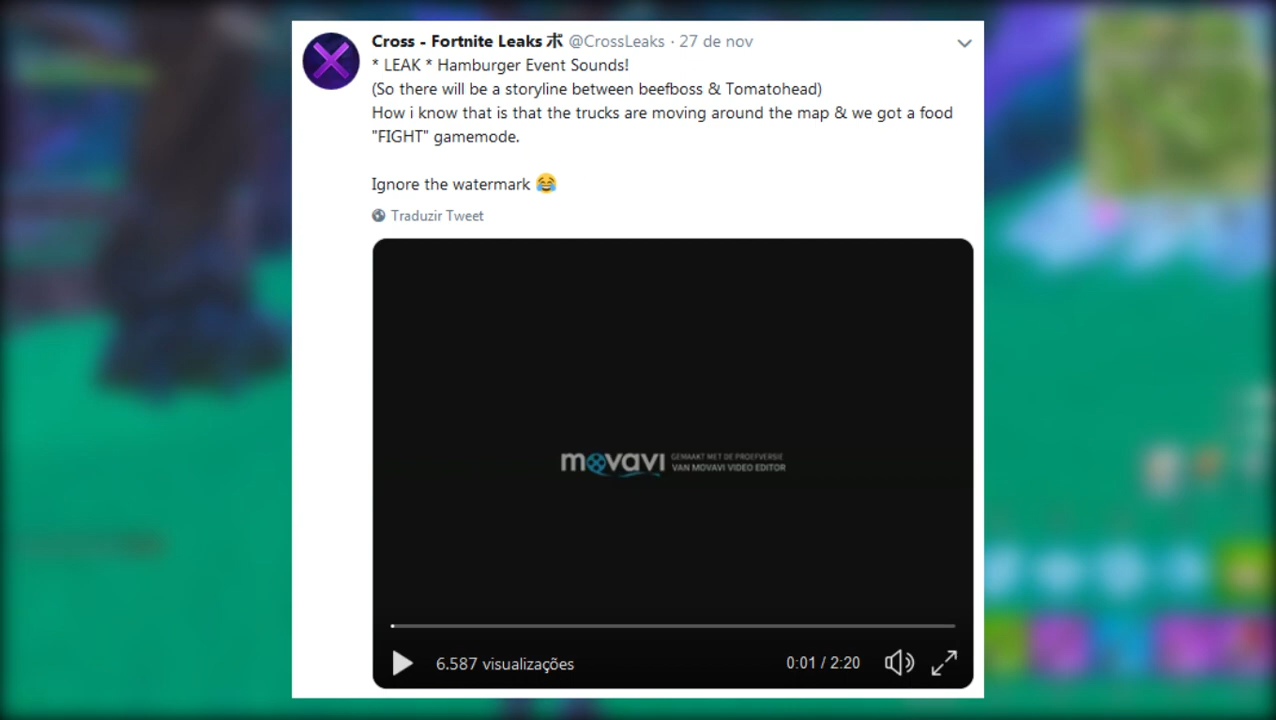 Cross - Fortnite Leaks ボ @CrossLeaks · 27 de nov
* LEAK * Hamburger Event Sounds!
(So there will be a storyline between beefboss & Tomatohead)
How i know that is that the trucks are moving around the map & we got a food
"FIGHT" gamemode.
Ignore the watermark 😂
Traduzir Tweet
movavi GEMAAKT MET DE PROEFVERSIE
VAN MOVAVI VIDEO EDITOR
6.587 visualizações 0:01 / 2:20